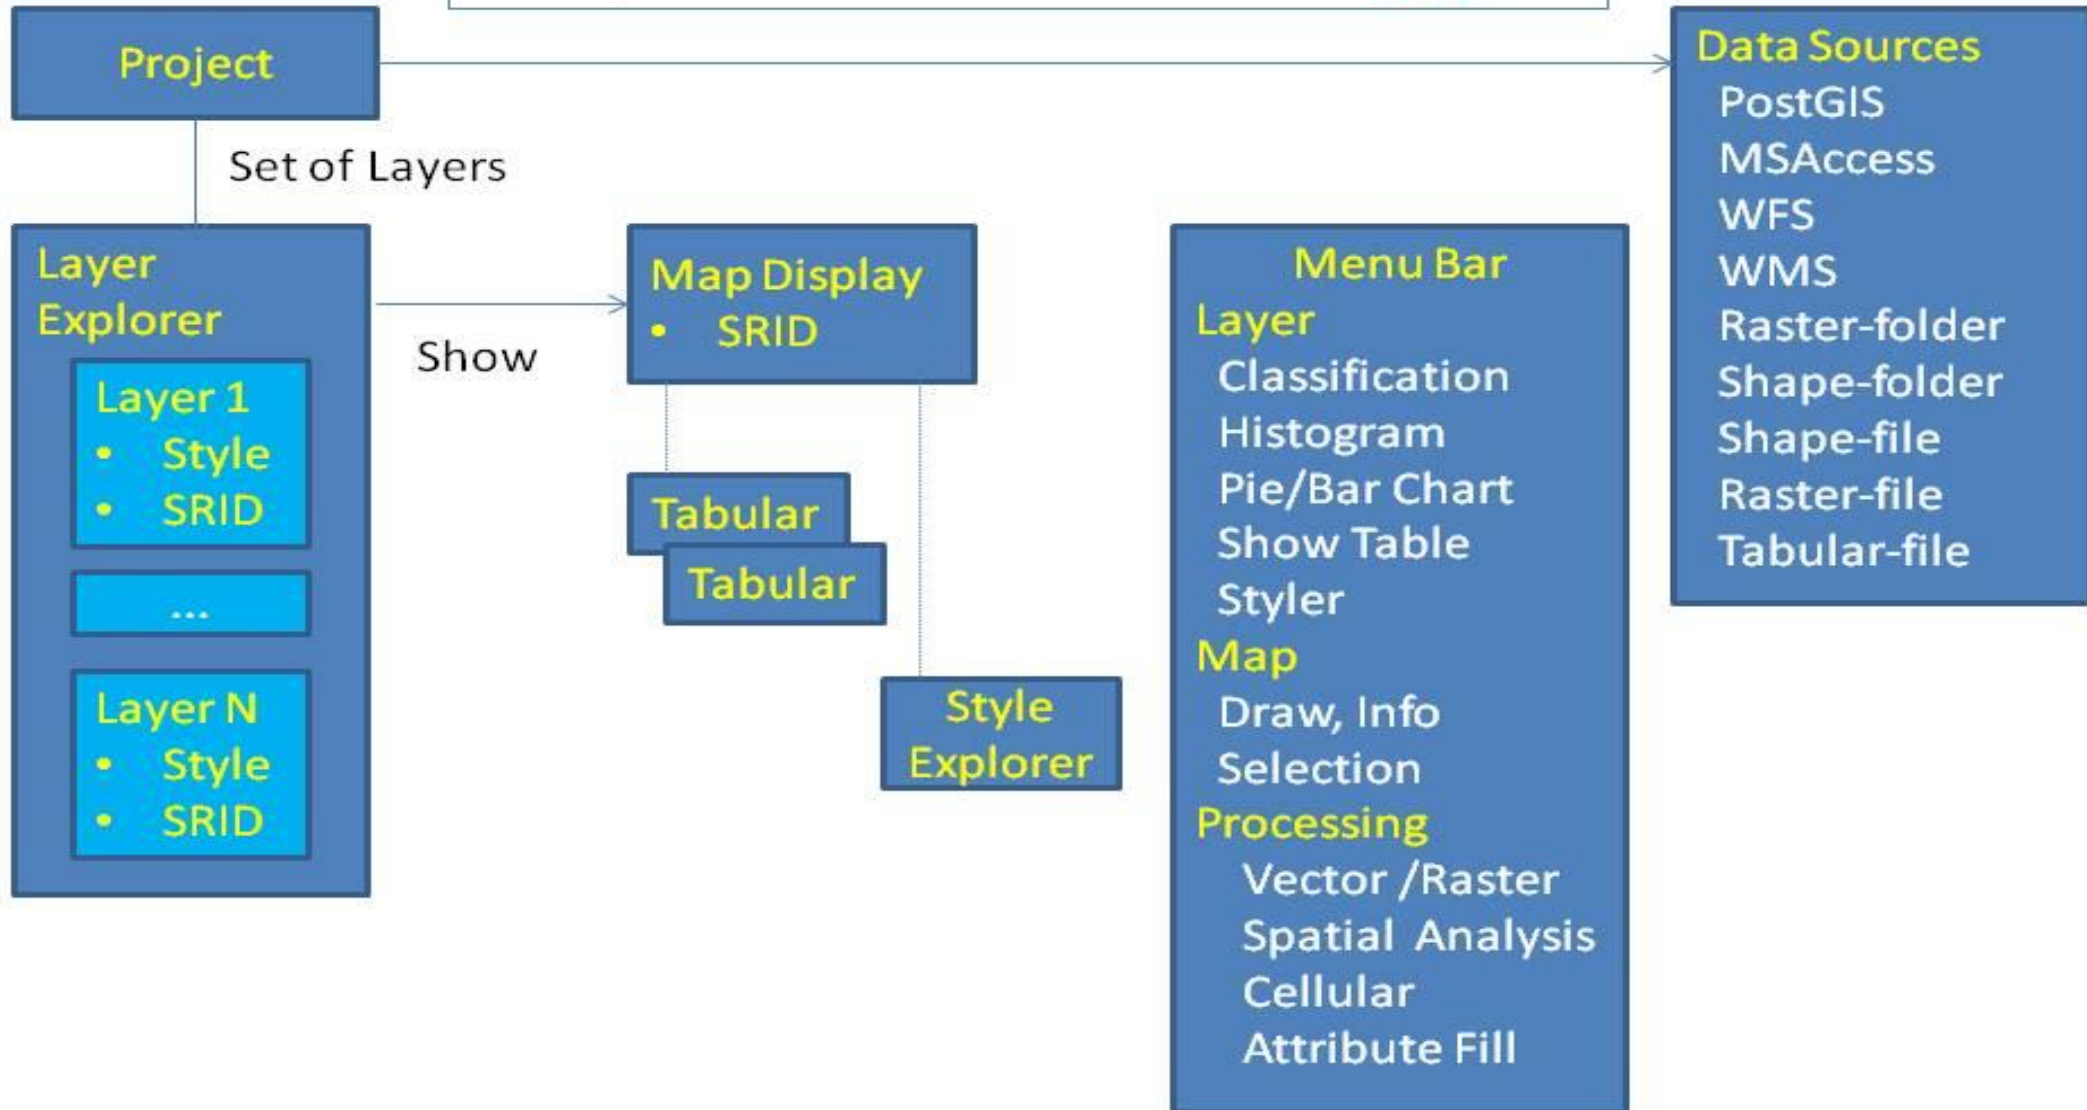 Project
Set of Layers
Layer
Explorer
Layer 1
• Style
• SRID
...
Layer N
• Style
• SRID
Show
Map Display
• SRID
Tabular
Tabular
Style
Explorer
Menu Bar
Layer
Classification
Histogram
Pie/Bar Chart
Show Table
Styler
Map
Draw, Info
Selection
Processing
Vector /Raster
Spatial Analysis
Cellular
Attribute Fill
Data Sources
PostGIS
MSAccess
WFS
WMS
Raster-folder
Shape-folder
Shape-file
Raster-file
Tabular-file